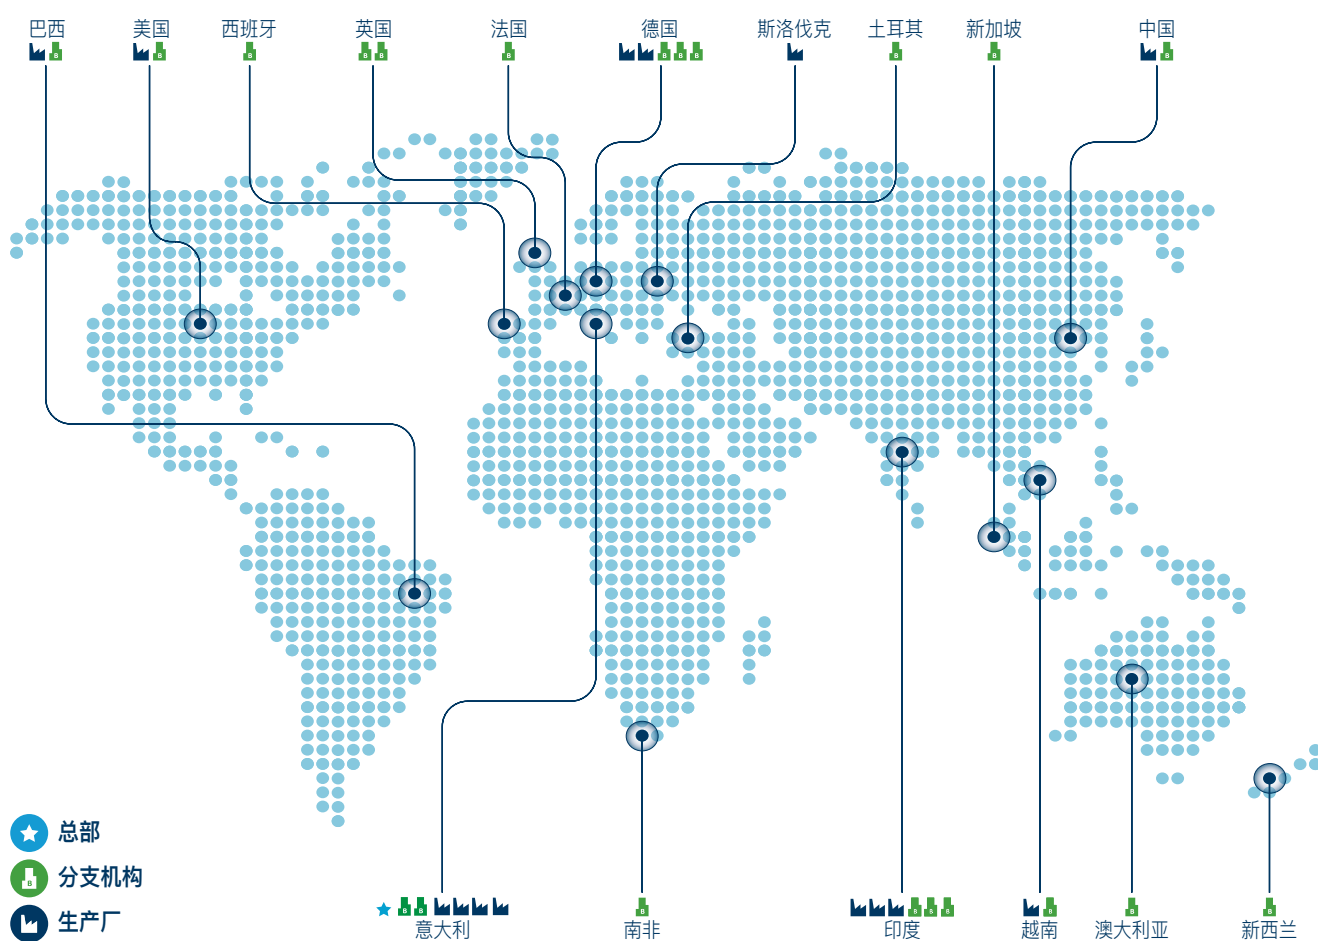 巴西
美国
西班牙
英国
法国
德国
斯洛伐克
土耳其
新加坡
中国
总部
分支机构
生产厂
意大利
南非
印度
越南
澳大利亚
新西兰